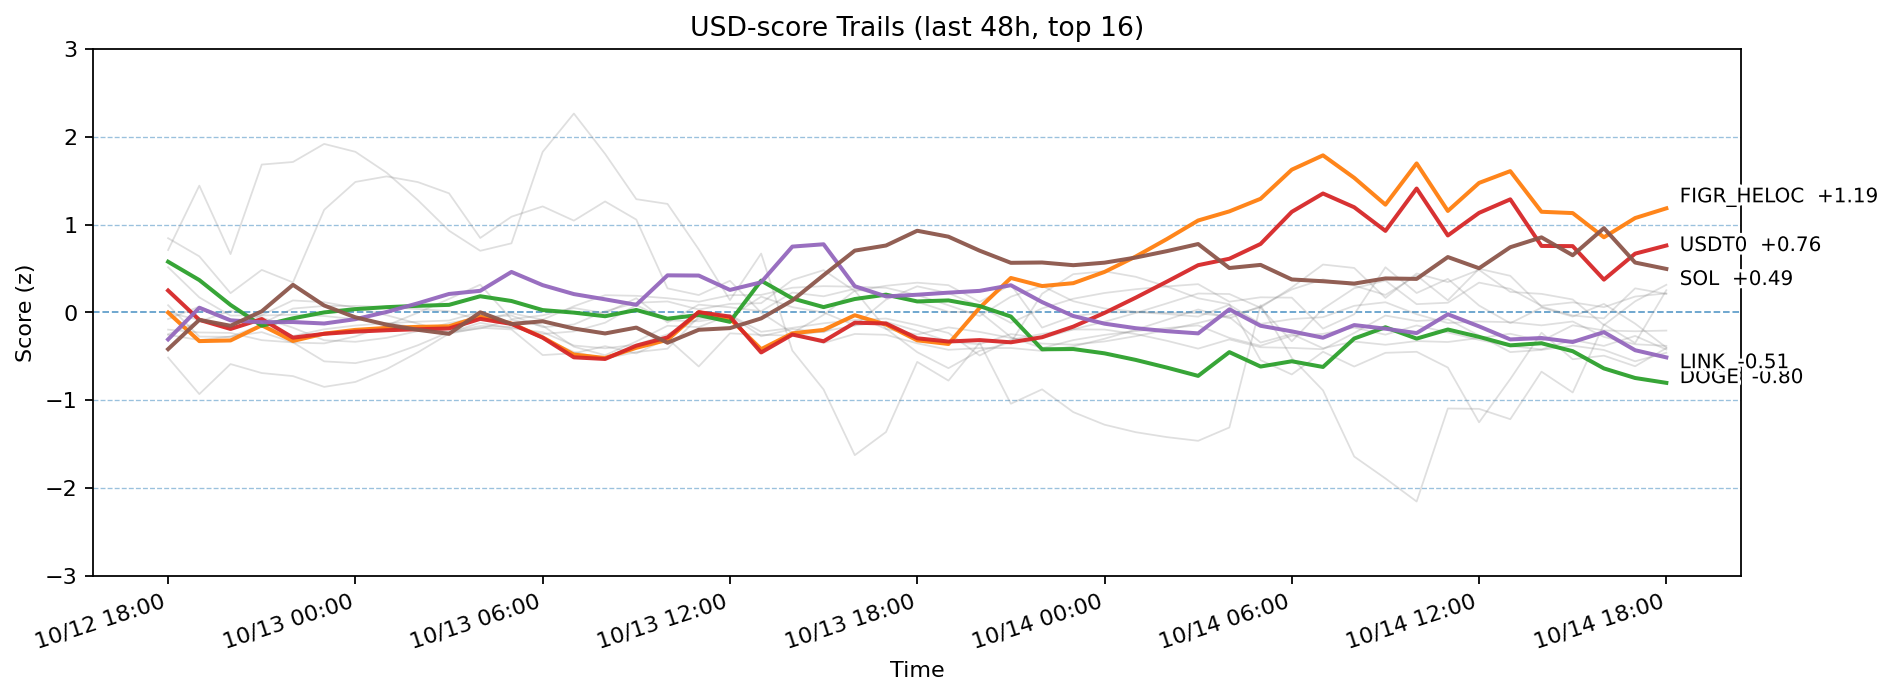 USD-score Trails (last 48h, top 16)
Score (z)
3
2
1
0
−1
−2
−3
FIGR_HELOC +1.19
USDT0 +0.76
SOL +0.49
LINK -0.51
DOGE -0.80
10/12 18:00
10/13 00:00
10/13 06:00
10/13 12:00
10/13 18:00
10/14 00:00
10/14 06:00
10/14 12:00
10/14 18:00
Time